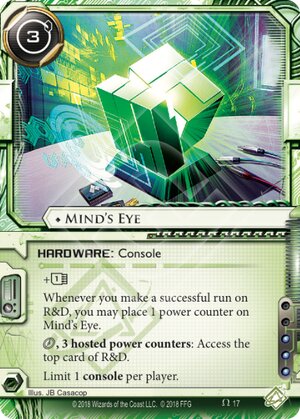 3
♦ Mind's Eye
HARDWARE: Console
+1
Whenever you make a successful run on
R&D, you may place 1 power counter on
Mind's Eye.
, 3 hosted power counters: Access the
top card of R&D.
Limit 1 console per player.
Illus. JB Casacop
© 2018 Wizards of the Coast LLC. © 2018 FFG
Ω 17